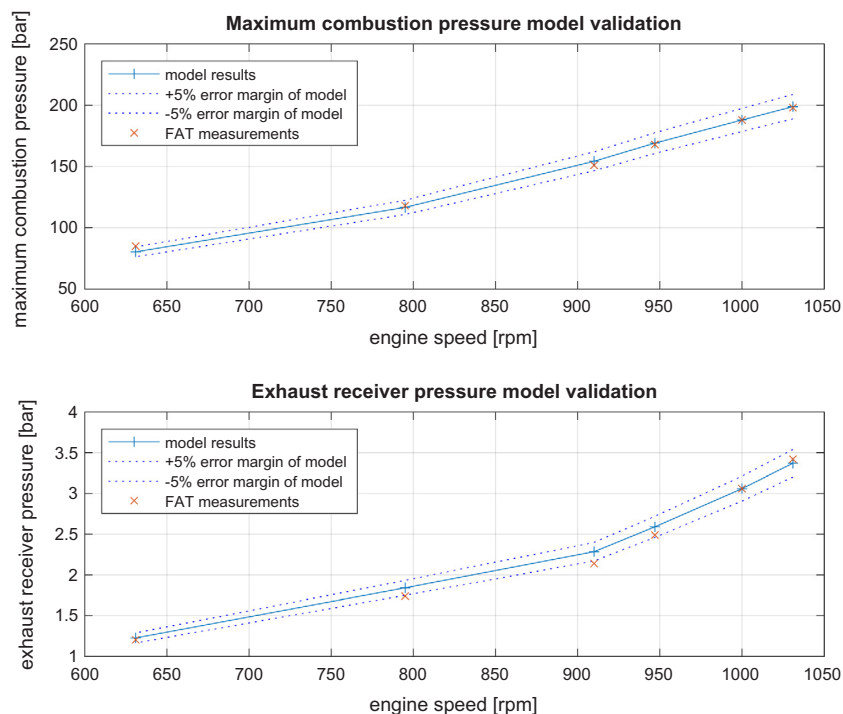 Maximum combustion pressure model validation
maximum combustion pressure [bar]
250
200
150
100
50
model results
+5% error margin of model
-5% error margin of model
FAT measurements
600 650 700 750 800 850 900 950 1000 1050
engine speed [rpm]
Exhaust receiver pressure model validation
exhaust receiver pressure [bar]
4
3.5
3
2.5
2
1.5
1
model results
+5% error margin of model
-5% error margin of model
FAT measurements
600 650 700 750 800 850 900 950 1000 1050
engine speed [rpm]